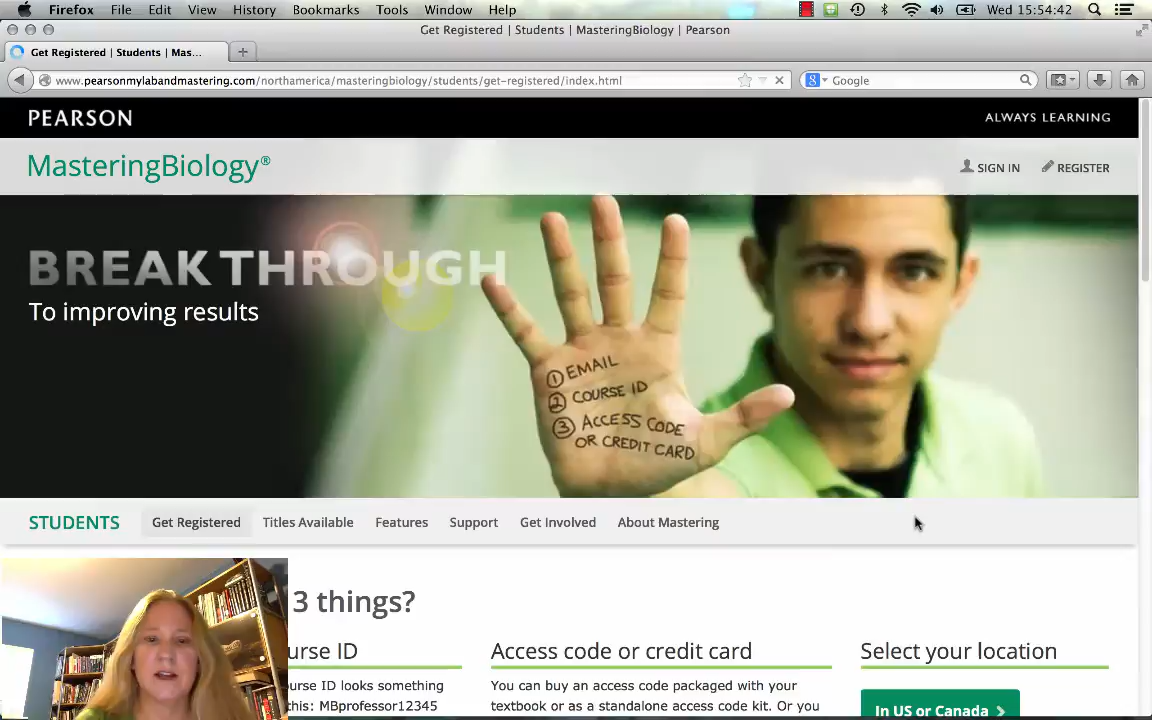 Firefox File Edit View History Bookmarks Tools Window Help Wed 15:54:42
Get Registered | Students | MasteringBiology | Pearson
Get Registered | Students | Mas...
www.pearsonmylabandmastering.com/northamerica/masteringbiology/students/get-registered/index.html
Google
PEARSON
ALWAYS LEARNING
MasteringBiology®
SIGN IN
REGISTER
BREAKTHROUGH
To improving results
1 EMAIL
2 COURSE ID
3 ACCESS CODE
OR CREDIT CARD
STUDENTS Get Registered Titles Available Features Support Get Involved About Mastering
3 things?
urse ID
ourse ID looks something
this: MBprofessor12345
Access code or credit card
You can buy an access code packaged with your
textbook or as a standalone access code kit. Or you
Select your location
In US or Canada